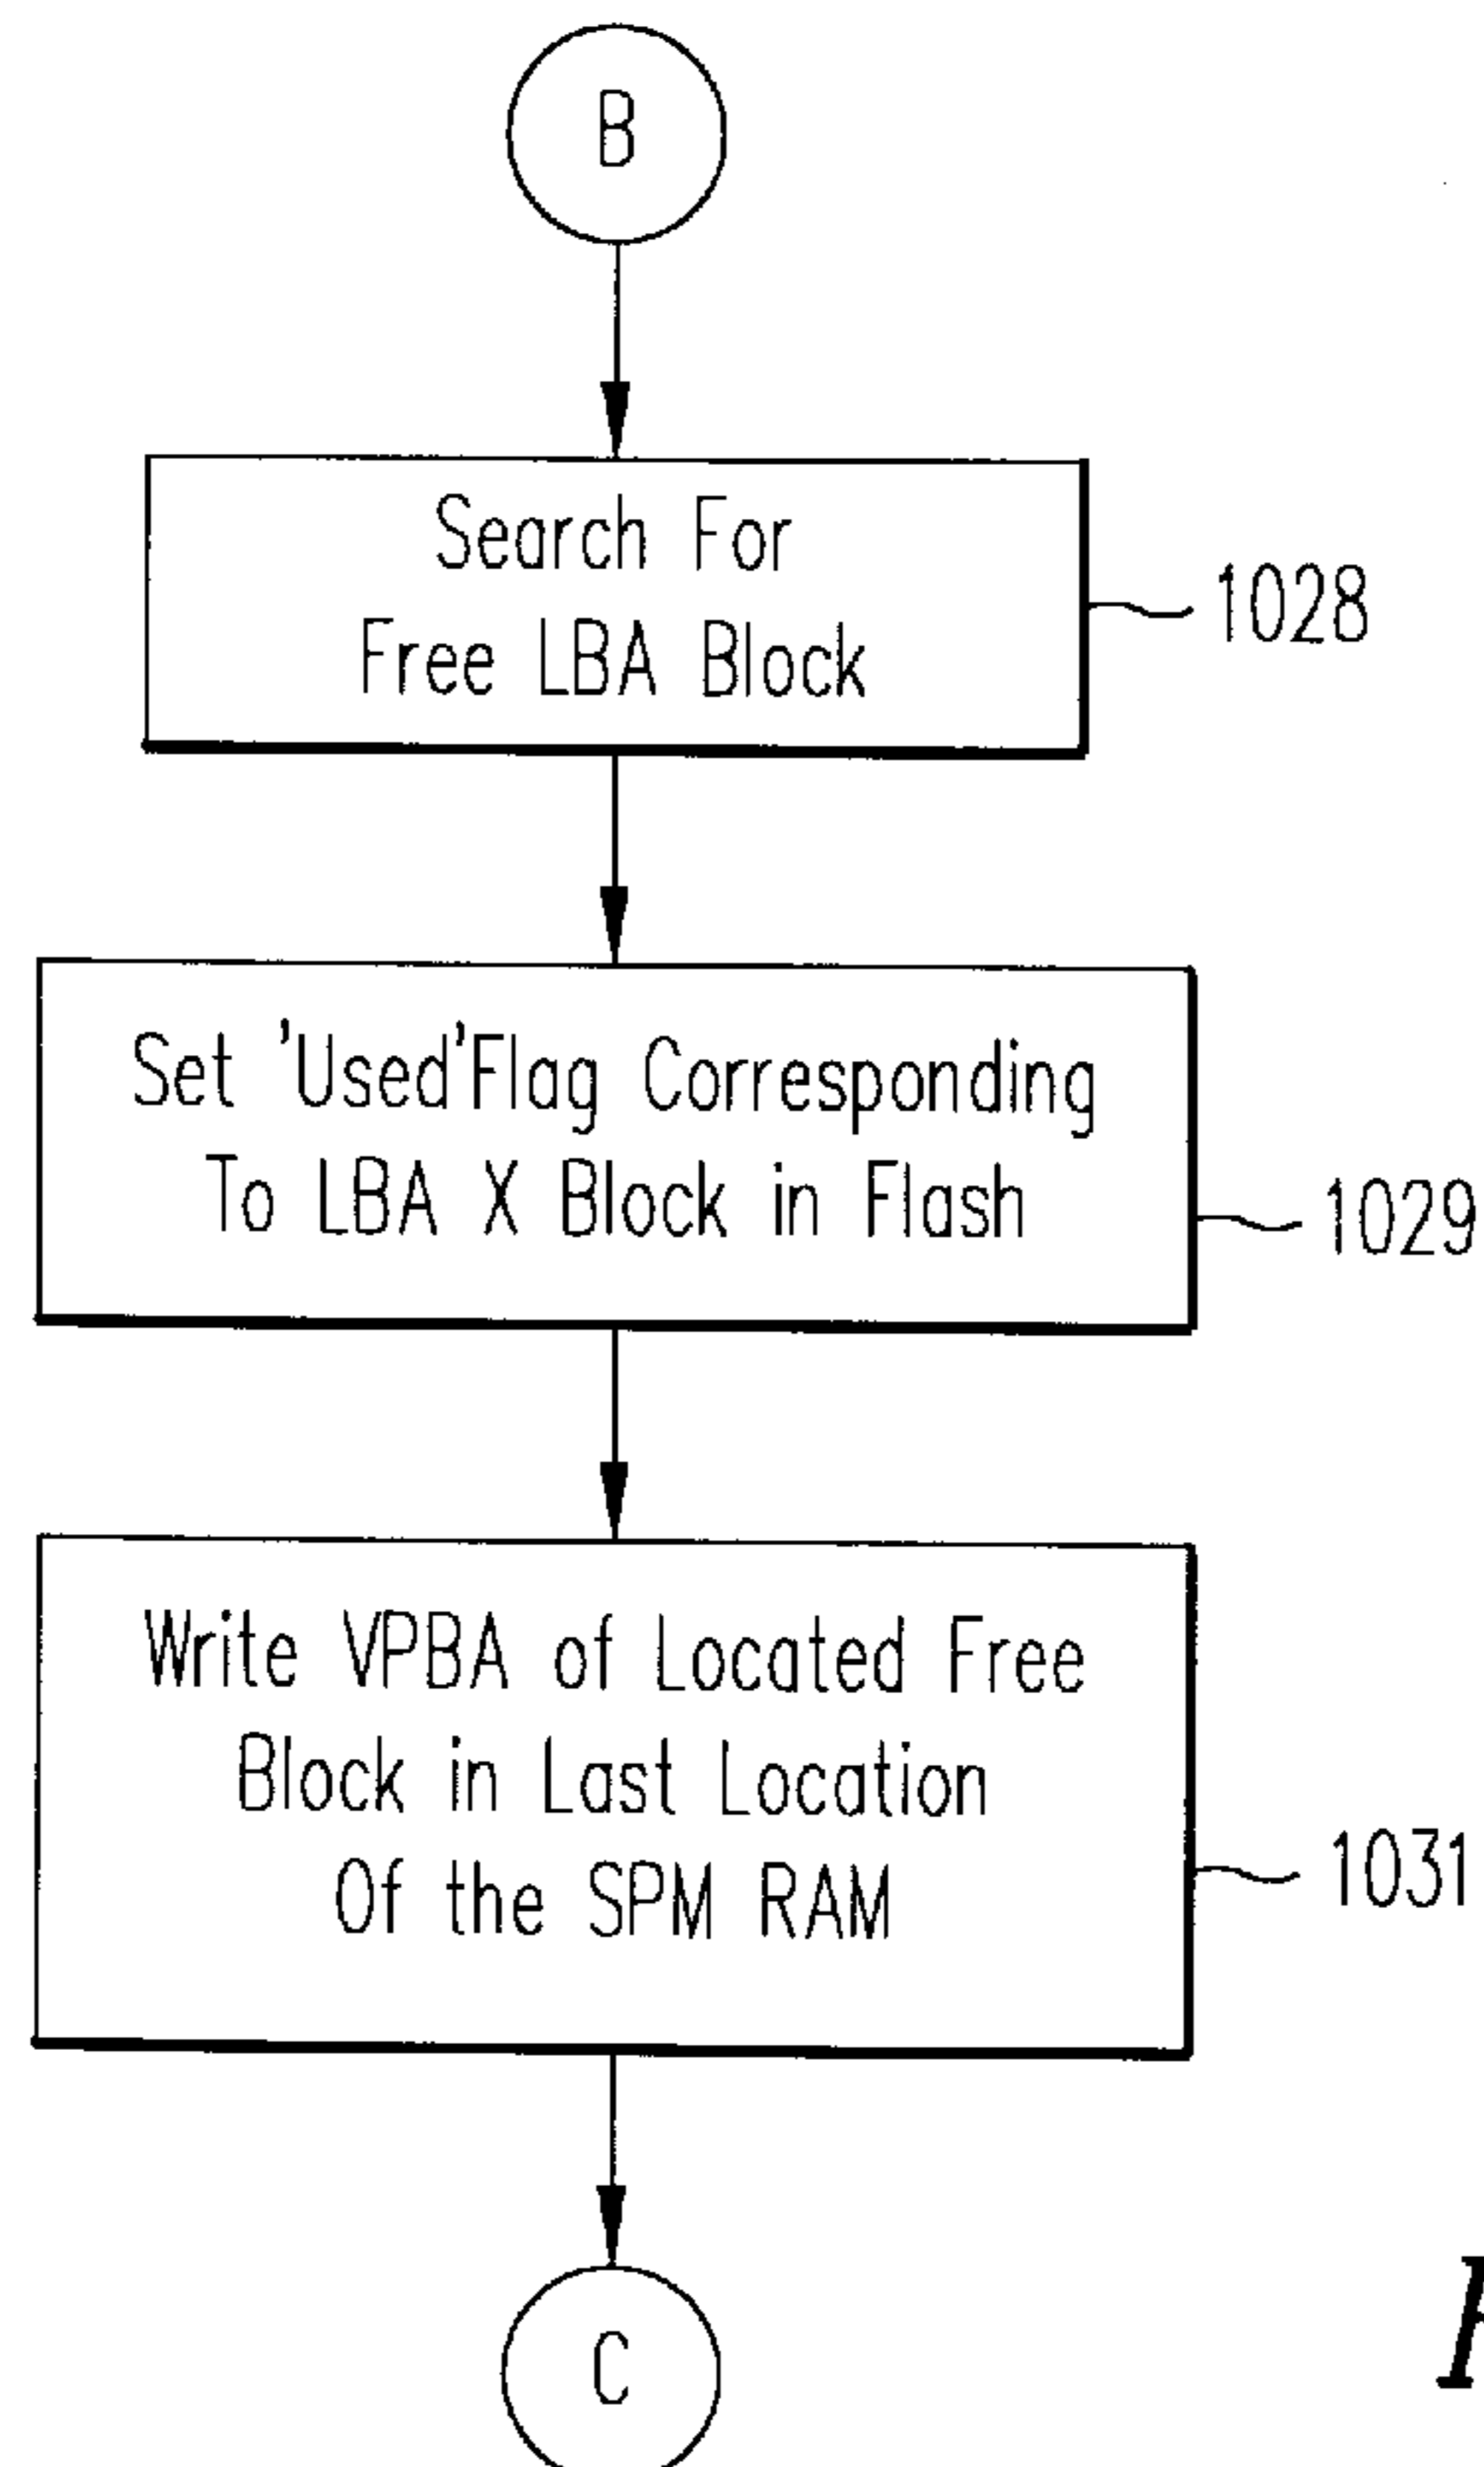 B
Search For
Free LBA Block
1028
Set 'Used'Flag Corresponding
To LBA X Block in Flash
1029
Write VPBA of Located Free
Block in Last Location
Of the SPM RAM
1031
C